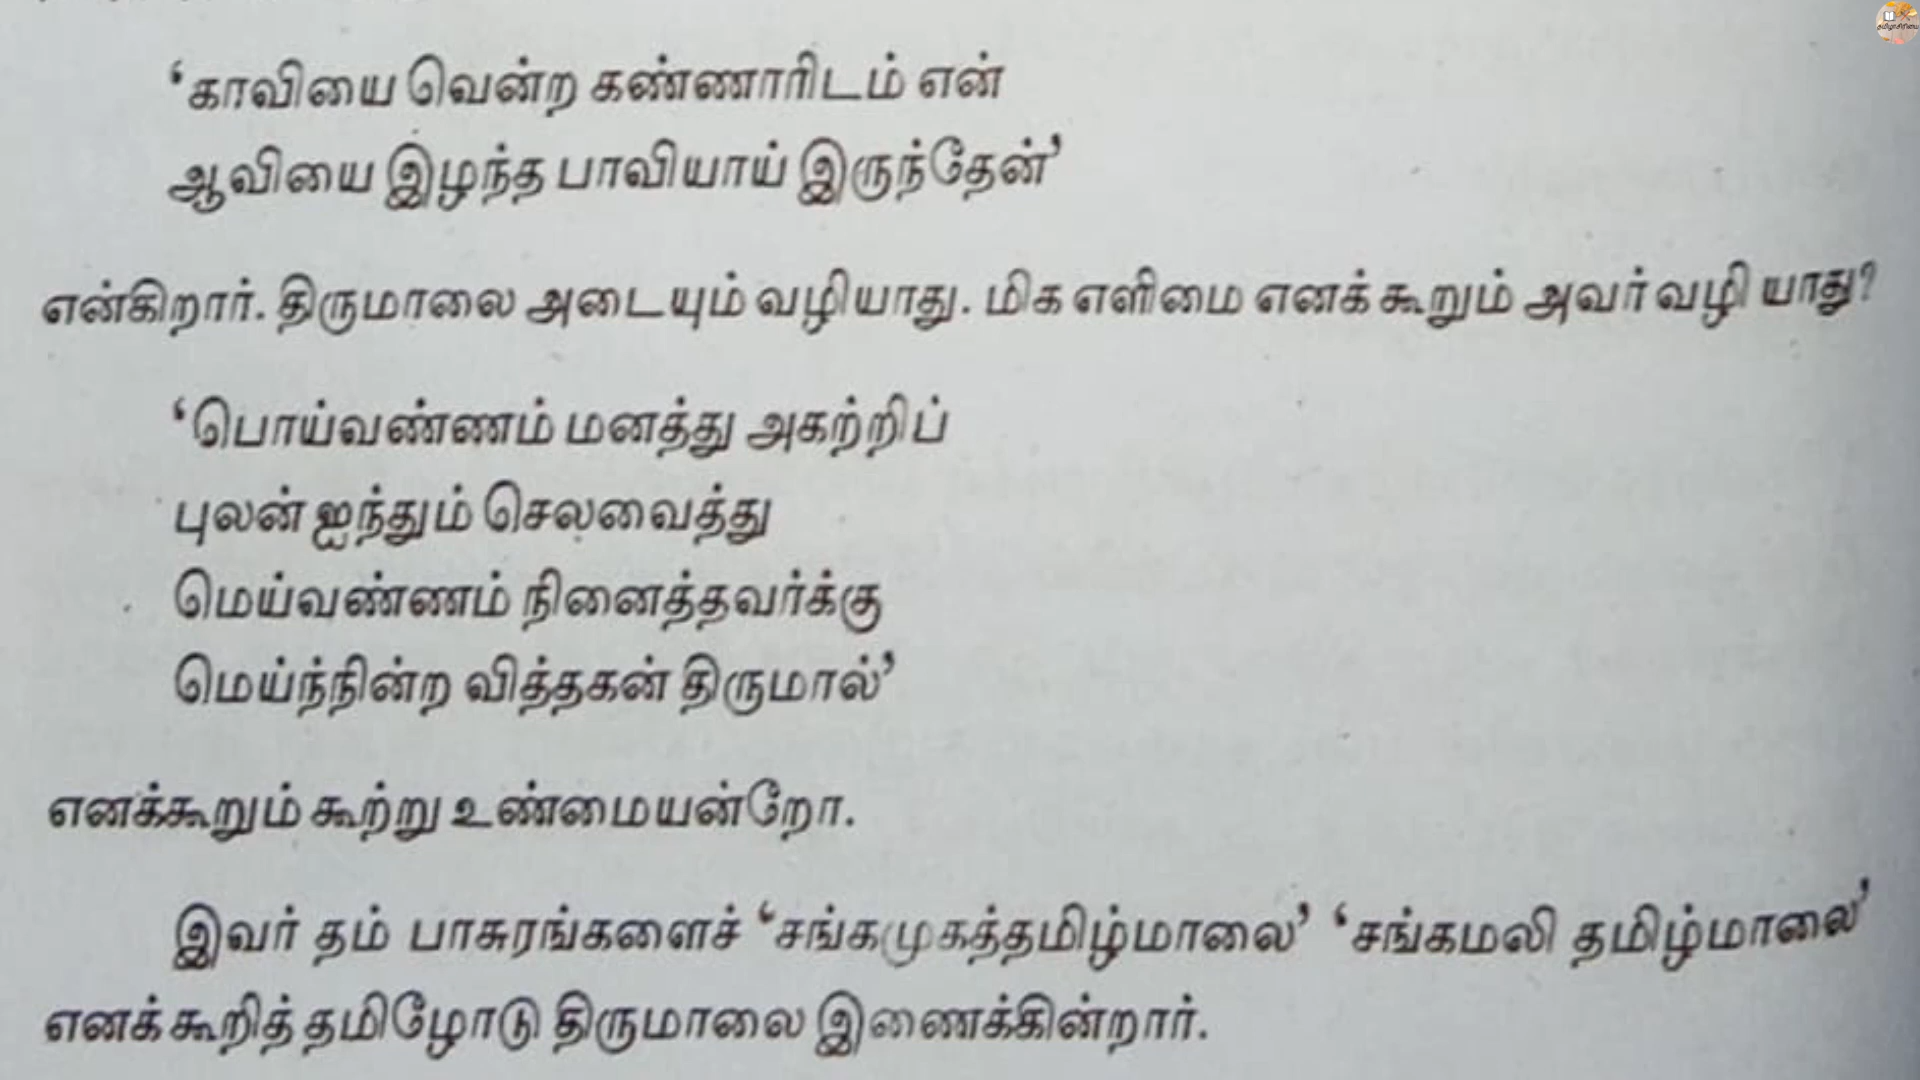 ‘காவியை வென்ற கண்ணாரிடம் என்
ஆவியை இழந்த பாவியாய் இருந்தேன்’
என்கிறார். திருமாலை அடையும் வழியாது. மிக எளிமை எனக் கூறும் அவர் வழி யாது?
‘பொய்வண்ணம் மனத்து அகற்றிப்
புலன் ஐந்தும் செலவைத்து
மெய்வண்ணம் நினைத்தவர்க்கு
மெய்ந்நின்ற வித்தகன் திருமால்’
எனக்கூறும் கூற்று உண்மையன்றோ.
இவர் தம் பாசுரங்களைச் ‘சங்கமுகத்தமிழ்மாலை’ ‘சங்கமலி தமிழ்மாலை’
எனக் கூறித் தமிழோடு திருமாலை இணைக்கின்றார்.